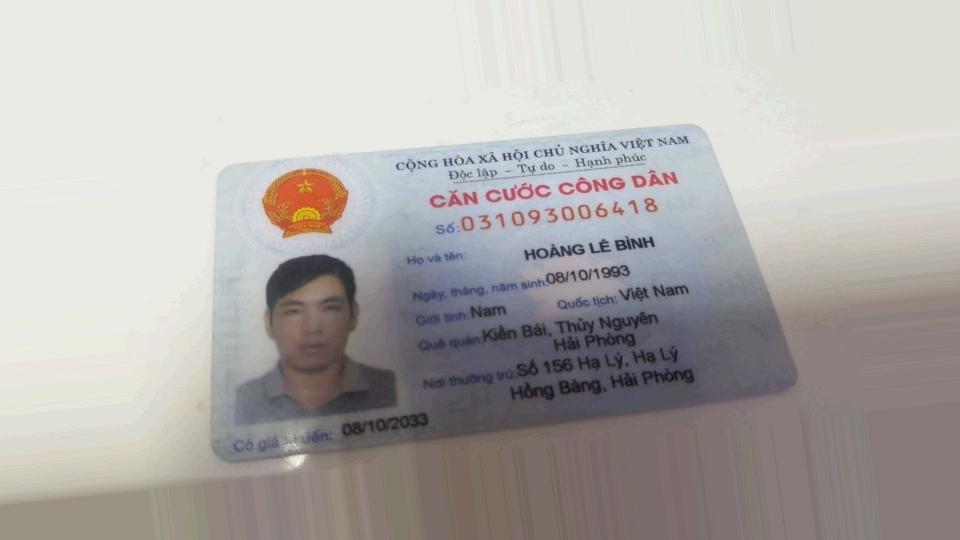 CỘNG HÒA XÃ HỘI CHỦ NGHĨA VIỆT NAM
Độc lập - Tự do - Hạnh phúc
CĂN CƯỚC CÔNG DÂN
Số: 031093006418
Họ và tên: HOÀNG LÊ BÌNH
Ngày, tháng, năm sinh: 08/10/1993
Giới tính: Nam Quốc tịch: Việt Nam
Quê quán: Kiền Bái, Thủy Nguyên
Hải Phòng
Nơi thường trú: Số 156 Hạ Lý, Hạ Lý
Hồng Bàng, Hải Phòng
Có giá trị đến: 08/10/2033